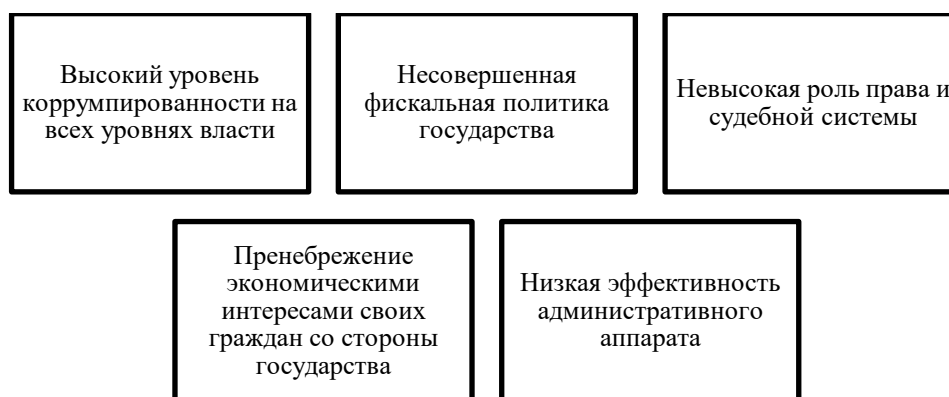 Высокий уровень
коррумпированности на
всех уровнях власти
Несовершенная
фискальная политика
государства
Невысокая роль права и
судебной системы
Пренебрежение
экономическими
интересами своих
граждан со стороны
государства
Низкая эффективность
административного
аппарата